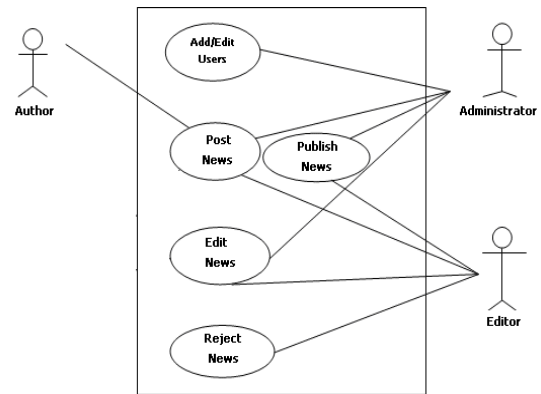 Add/Edit
Users
Author
Administrator
Post
News
Publish
News
Edit
News
Editor
Reject
News